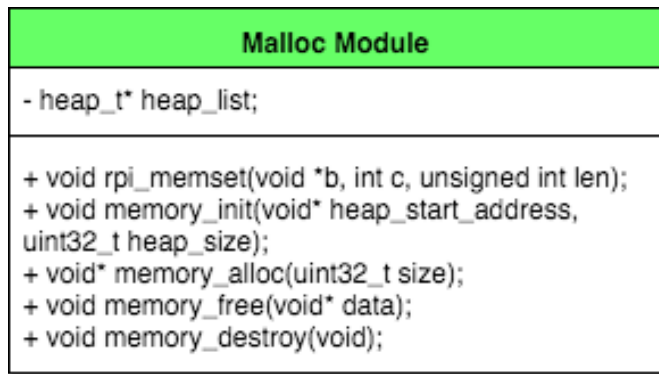 Malloc Module
- heap_t* heap_list;
+ void rpi_memset(void *b, int c, unsigned int len);
+ void memory_init(void* heap_start_address,
uint32_t heap_size);
+ void* memory_alloc(uint32_t size);
+ void memory_free(void* data);
+ void memory_destroy(void);